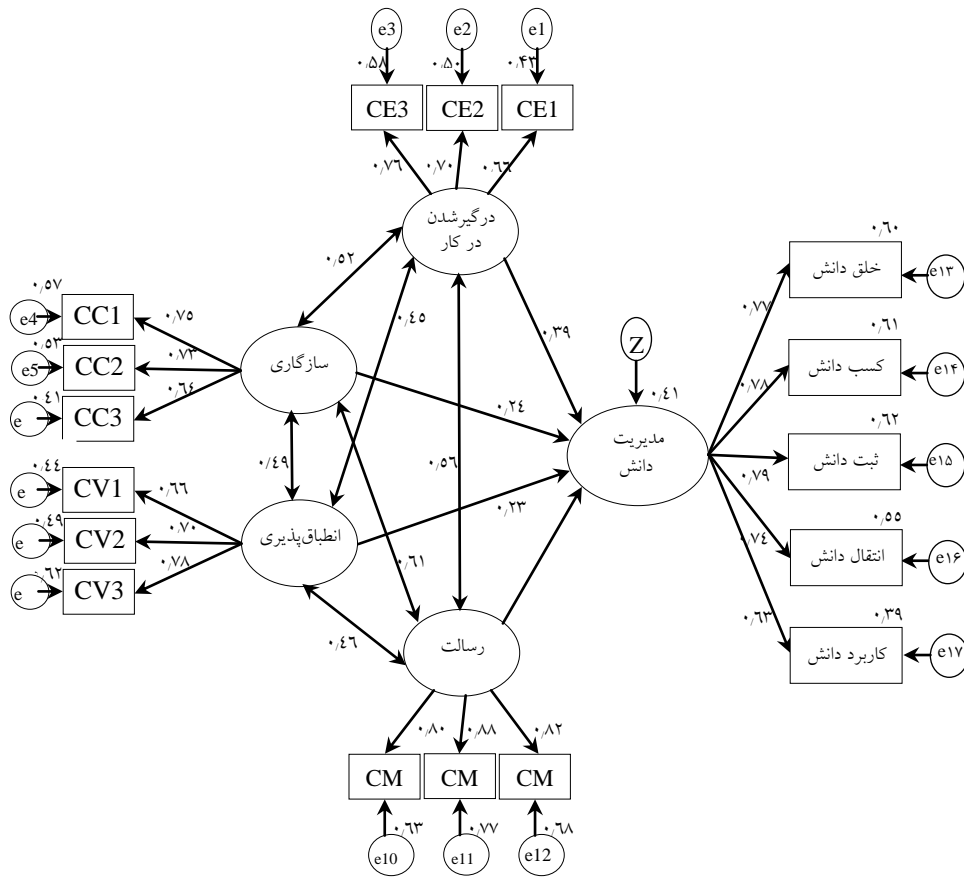 e3 e2 e1
۰٫۵۸ ۰٫۵۰ ۰٫۴۳
CE3 CE2 CE1
۰٫۷۶ ۰٫۷۰ ۰٫۶۶
درگیرشدن
در کار
۰٫۵۲
۰٫۴۵
۰٫۳۹
۰٫۵۷
e4 CC1 ۰٫۷۵
۰٫۵۳
e5 CC2 ۰٫۷۳
۰٫۴۱
e CC3 ۰٫۶۴
سازگاری
۰٫۲۴
۰٫۴۹
۰٫۵۶
۰٫۴۴
e CV1 ۰٫۶۶
۰٫۴۹
e CV2 ۰٫۷۰
۰٫۶۲
e CV3 ۰٫۷۸
انطباق‌پذیری
۰٫۲۳
۰٫۶۱
۰٫۴۶
رسالت
۰٫۸۰ ۰٫۸۸ ۰٫۸۲
CM CM CM
۰٫۶۳ ۰٫۷۷ ۰٫۶۸
e10 e11 e12
Z
۰٫۴۱
مدیریت
دانش
۰٫۶۰
خلق دانش e۱۳
۰٫۷۷
۰٫۶۱
کسب دانش e۱۴
۰٫۷۸
۰٫۶۲
ثبت دانش e۱۵
۰٫۷۹
۰٫۵۵
انتقال دانش e۱۶
۰٫۷۴
۰٫۳۹
کاربرد دانش e۱۷
۰٫۶۳